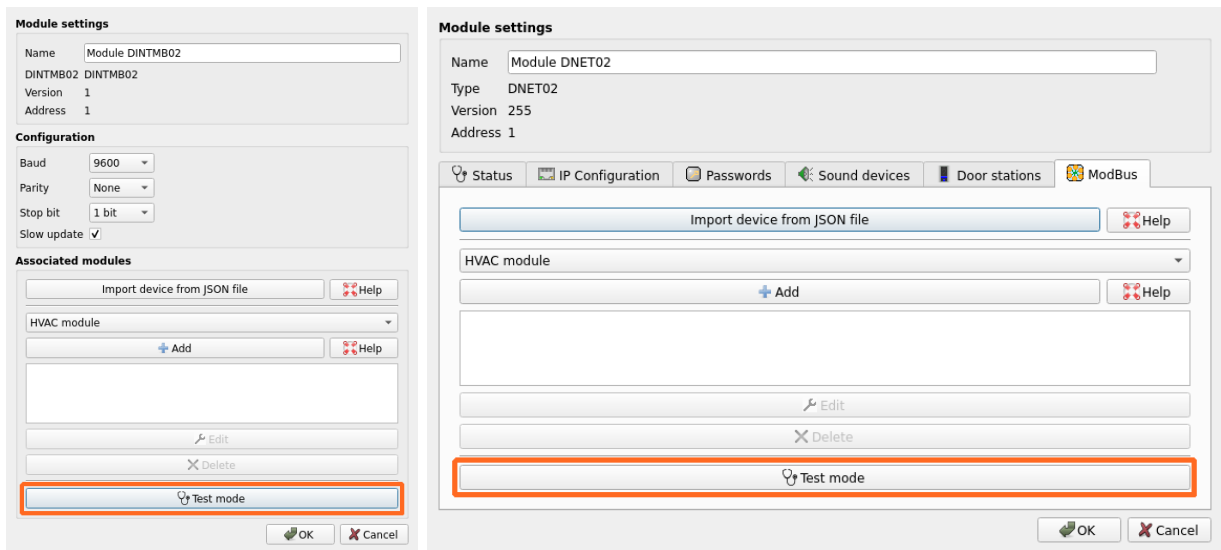 Module settings
Name Module DINTMB02
DINTMB02 DINTMB02
Version 1
Address 1
Configuration
Baud 9600
Parity None
Stop bit 1 bit
Slow update
Associated modules
Import device from JSON file Help
HVAC module
Add Help
Edit
Delete
Test mode
OK Cancel
Module settings
Name Module DNET02
Type DNET02
Version 255
Address 1
Status IP Configuration Passwords Sound devices Door stations ModBus
Import device from JSON file Help
HVAC module
Add Help
Edit
Delete
Test mode
OK Cancel